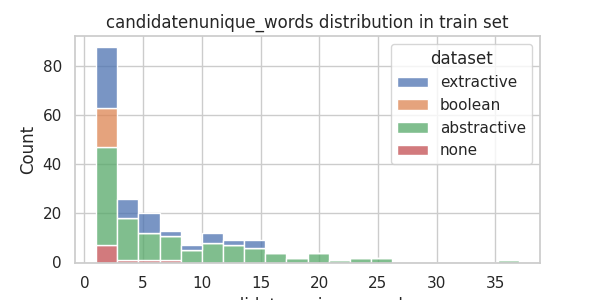 candidatenunique_words distribution in train set
dataset
extractive
boolean
abstractive
none
Count
80
60
40
20
0
0 5 10 15 20 25 30 35